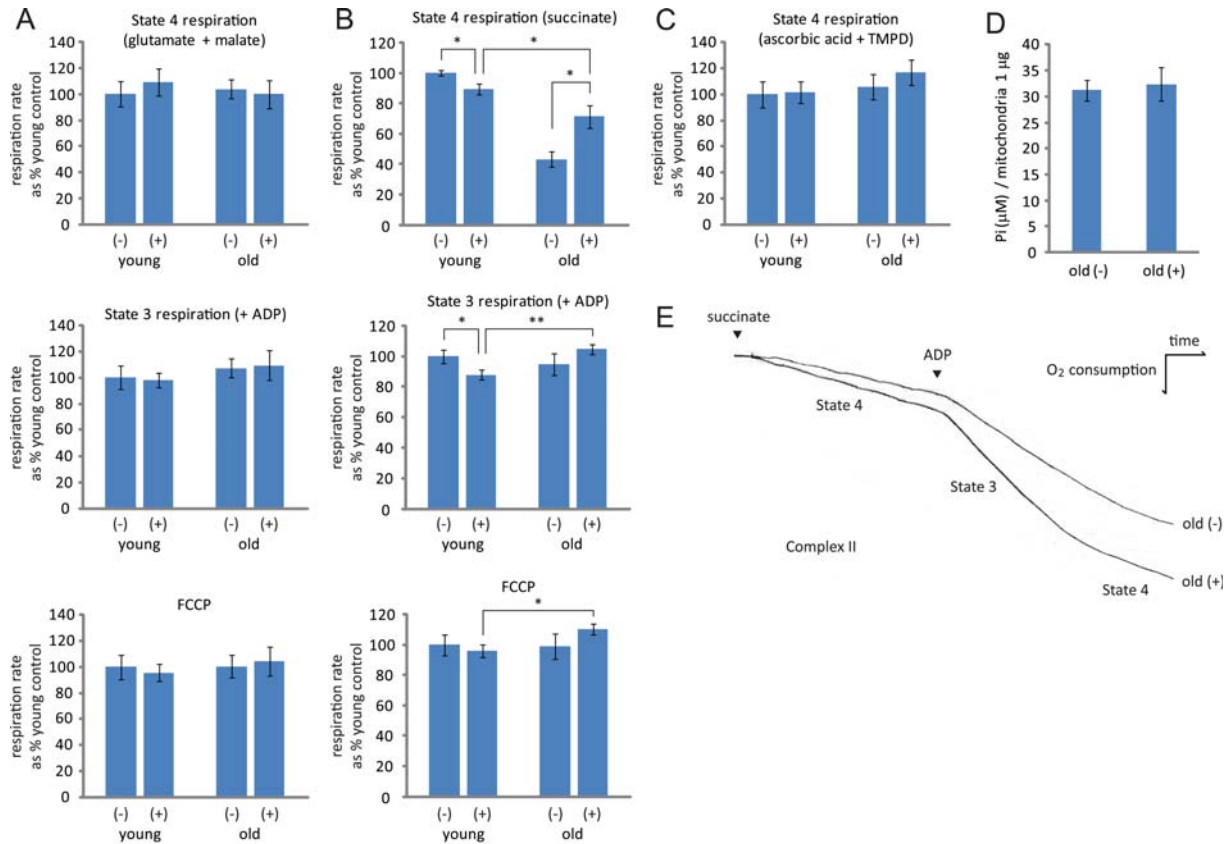 A
State 4 respiration
(glutamate + malate)
respiration rate
as % young control
140
120
100
80
60
40
20
0
(-) (+) (-) (+)
young old
State 3 respiration (+ ADP)
respiration rate
as % young control
140
120
100
80
60
40
20
0
(-) (+) (-) (+)
young old
FCCP
respiration rate
as % young control
140
120
100
80
60
40
20
0
(-) (+) (-) (+)
young old
B
State 4 respiration (succinate)
respiration rate
as % young control
120
100
80
60
40
20
0
* * *
(-) (+) (-) (+)
young old
State 3 respiration (+ ADP)
respiration rate
as % young control
120
100
80
60
40
20
0
* **
(-) (+) (-) (+)
young old
FCCP
respiration rate
as % young control
120
100
80
60
40
20
0
*
(-) (+) (-) (+)
young old
C
State 4 respiration
(ascorbic acid + TMPD)
respiration rate
as % young control
140
120
100
80
60
40
20
0
(-) (+) (-) (+)
young old
D
Pi (μM) / mitochondria 1 μg
40
35
30
25
20
15
10
5
0
old (-) old (+)
E
succinate
ADP
time
O₂ consumption
State 4
State 3
old (-)
Complex II
old (+)
State 4